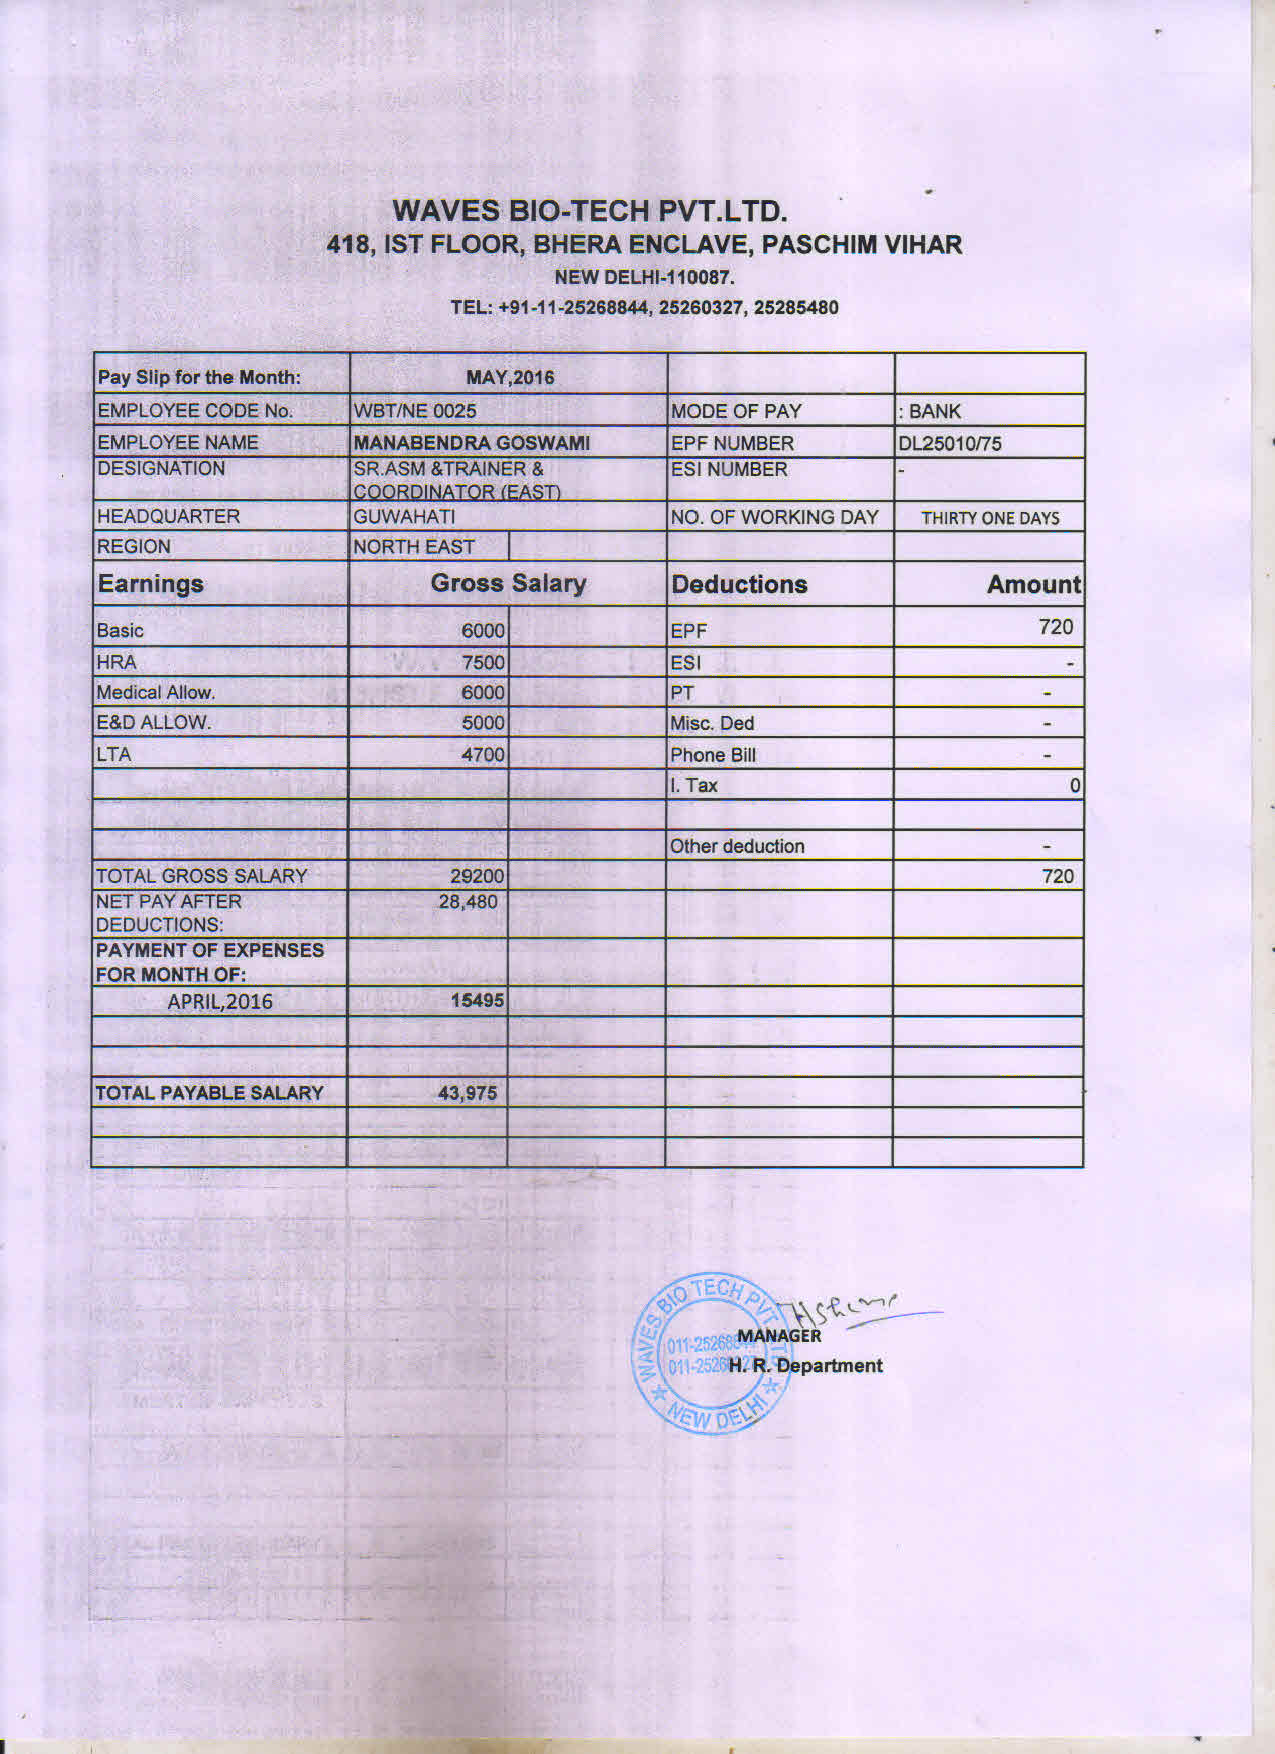 WAVES BIO-TECH PVT.LTD.
418, IST FLOOR, BHERA ENCLAVE, PASCHIM VIHAR
NEW DELHI-110087.
TEL: +91-11-25268844, 25260327, 25285480
Pay Slip for the Month: MAY,2016
EMPLOYEE CODE No. WBT/NE 0025 MODE OF PAY : BANK
EMPLOYEE NAME MANABENDRA GOSWAMI EPF NUMBER DL25010/75
DESIGNATION SR.ASM &TRAINER & ESI NUMBER -
COORDINATOR (EAST)
HEADQUARTER GUWAHATI NO. OF WORKING DAY THIRTY ONE DAYS
REGION NORTH EAST
Earnings Gross Salary Deductions Amount
Basic 6000 EPF 720
HRA 7500 ESI -
Medical Allow. 6000 PT -
E&D ALLOW. 5000 Misc. Ded -
LTA 4700 Phone Bill -
I. Tax 0
Other deduction -
TOTAL GROSS SALARY 29200 720
NET PAY AFTER 28,480
DEDUCTIONS:
PAYMENT OF EXPENSES
FOR MONTH OF:
APRIL,2016 15495
TOTAL PAYABLE SALARY 43,975
WAVES BIO TECH PVT
011-252688
011-2526
NEW DELHI
MANAGER
H. R. Department